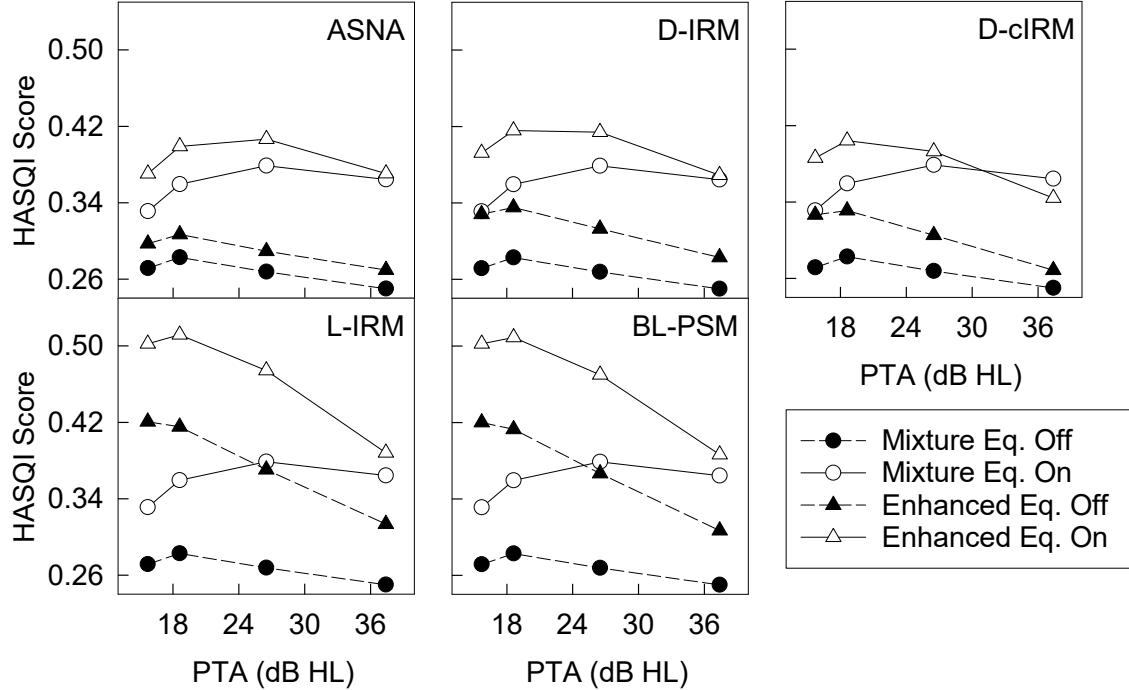 ASNA
D-IRM
D-cIRM
HASQI Score
0.50
0.42
0.34
0.26
18 24 30 36
PTA (dB HL)
L-IRM
BL-PSM
HASQI Score
0.50
0.42
0.34
0.26
Mixture Eq. Off
Mixture Eq. On
Enhanced Eq. Off
Enhanced Eq. On
18 24 30 36
18 24 30 36
PTA (dB HL)
PTA (dB HL)